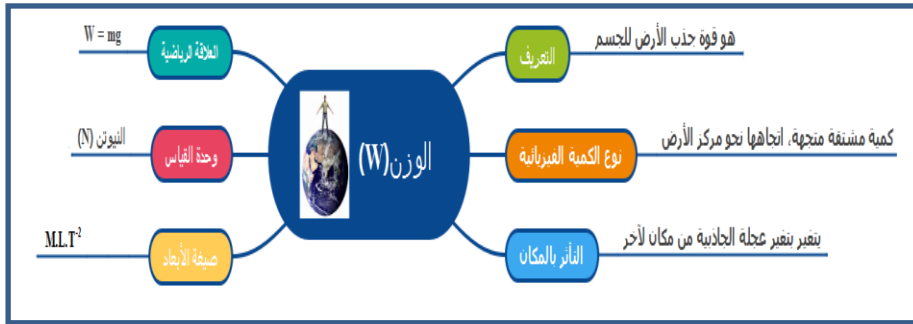 الوزن(W)
التعريف
هو قوة جذب الأرض للجسم
نوع الكمية الفيزيائية
كمية مشتقة متجهة، اتجاهها نحو مركز الأرض
التأثر بالمكان
يتغير بتغير عجلة الجاذبية من مكان لآخر
العلاقة الرياضية
W = mg
وحدة القياس
النيوتن (N)
صيغة الأبعاد
M.L.T⁻²